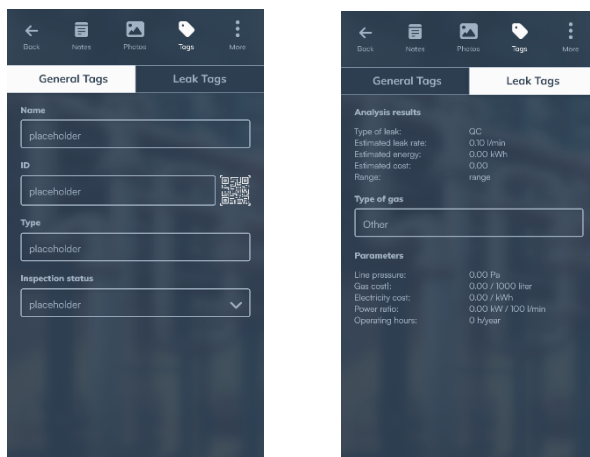 Back Notes Photos Tags More
General Tags Leak Tags
Name
placeholder
ID
placeholder
Type
placeholder
Inspection status
placeholder
Back Notes Photos Tags More
General Tags Leak Tags
Analysis results
Type of leak: QC
Estimated leak rate: 0.10 l/min
Estimated energy: 0.00 kWh
Estimated cost: 0.00
Range: range
Type of gas
Other
Parameters
Line pressure: 0.00 Pa
Gas costl: 0.00 / 1000 liter
Electricity cost: 0.00 / kWh
Power ratio: 0.00 kW / 100 l/min
Operating hours: 0 h/year